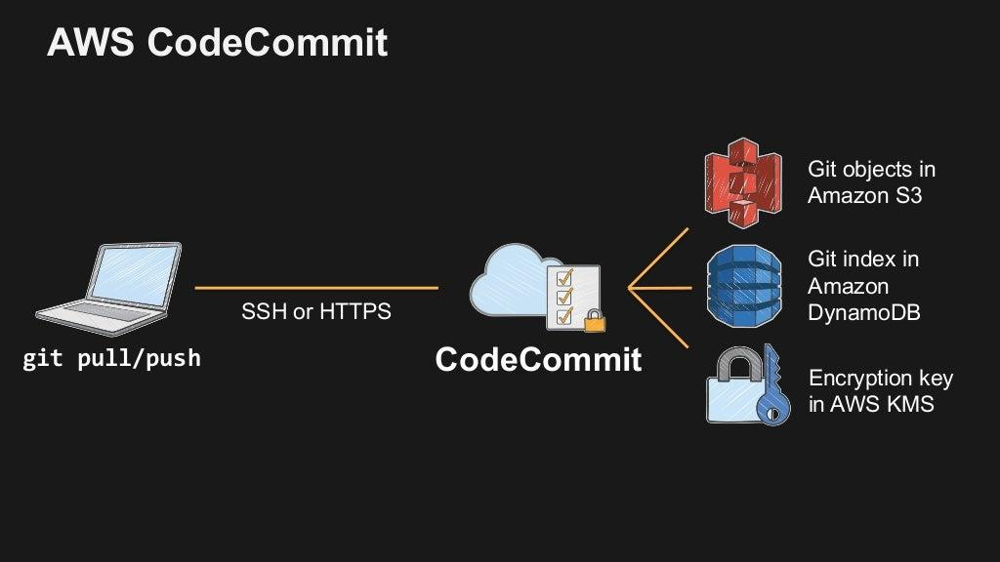 AWS CodeCommit
Git objects in
Amazon S3
Git index in
Amazon
DynamoDB
SSH or HTTPS
git pull/push
CodeCommit
Encryption key
in AWS KMS